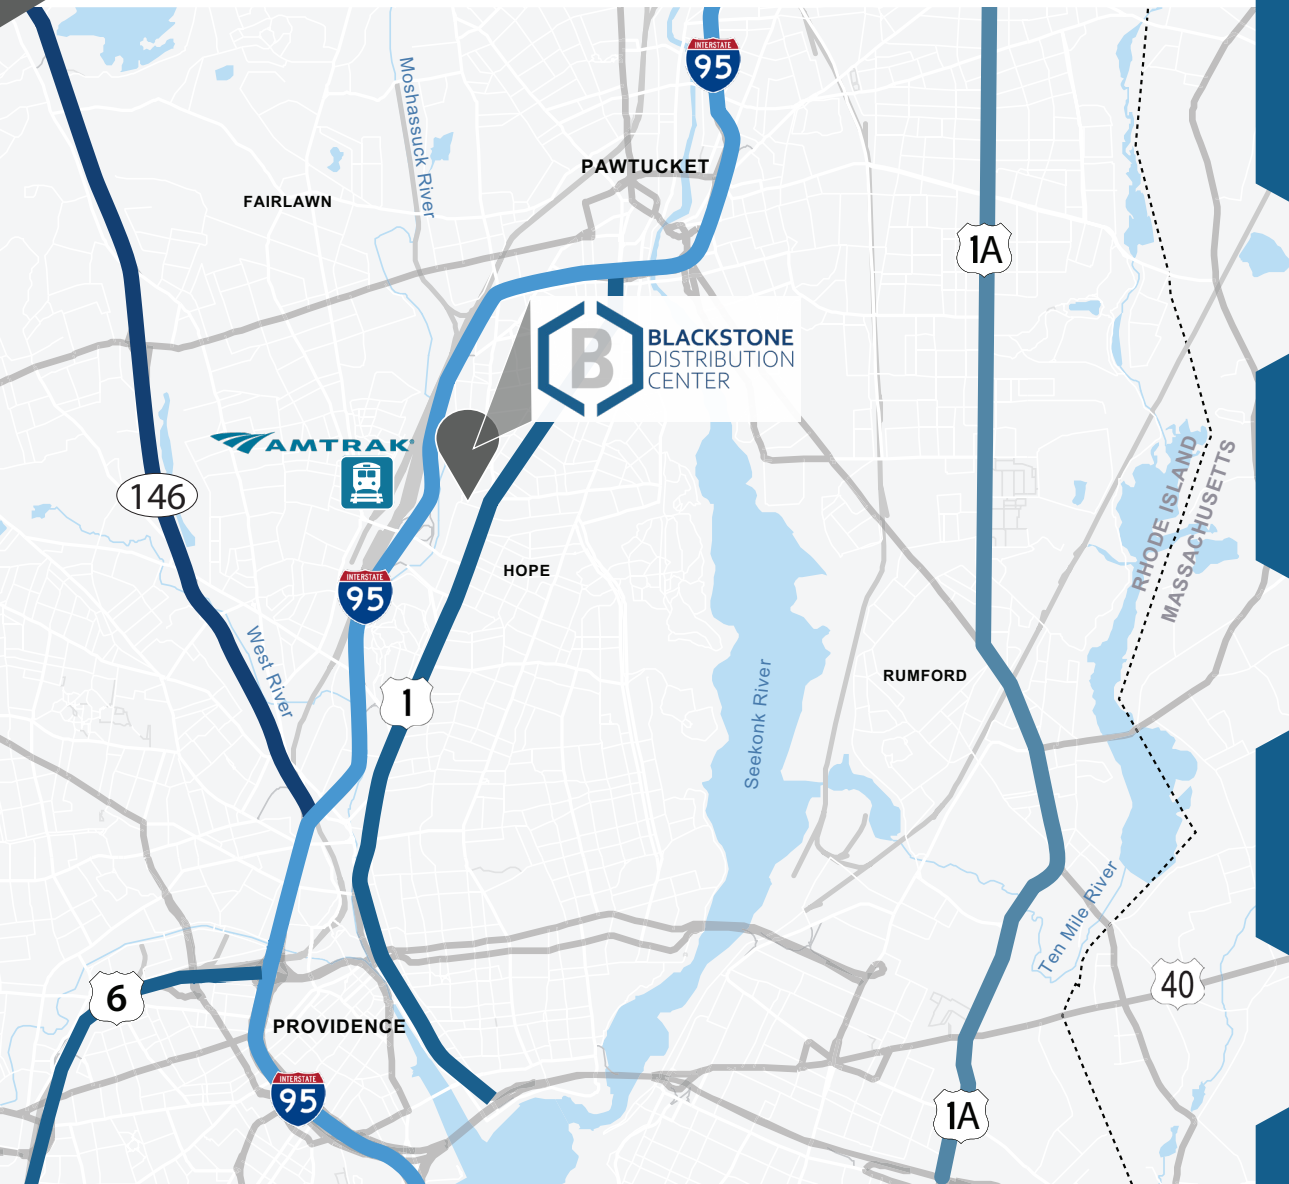 INTERSTATE
95
Moshassuck River
PAWTUCKET
FAIRLAWN
1A
B
BLACKSTONE
DISTRIBUTION
CENTER
AMTRAK
146
RHODE ISLAND
MASSACHUSETTS
HOPE
INTERSTATE
95
West River
RUMFORD
1
Seekonk River
Ten Mile River
6
40
PROVIDENCE
INTERSTATE
95
1A